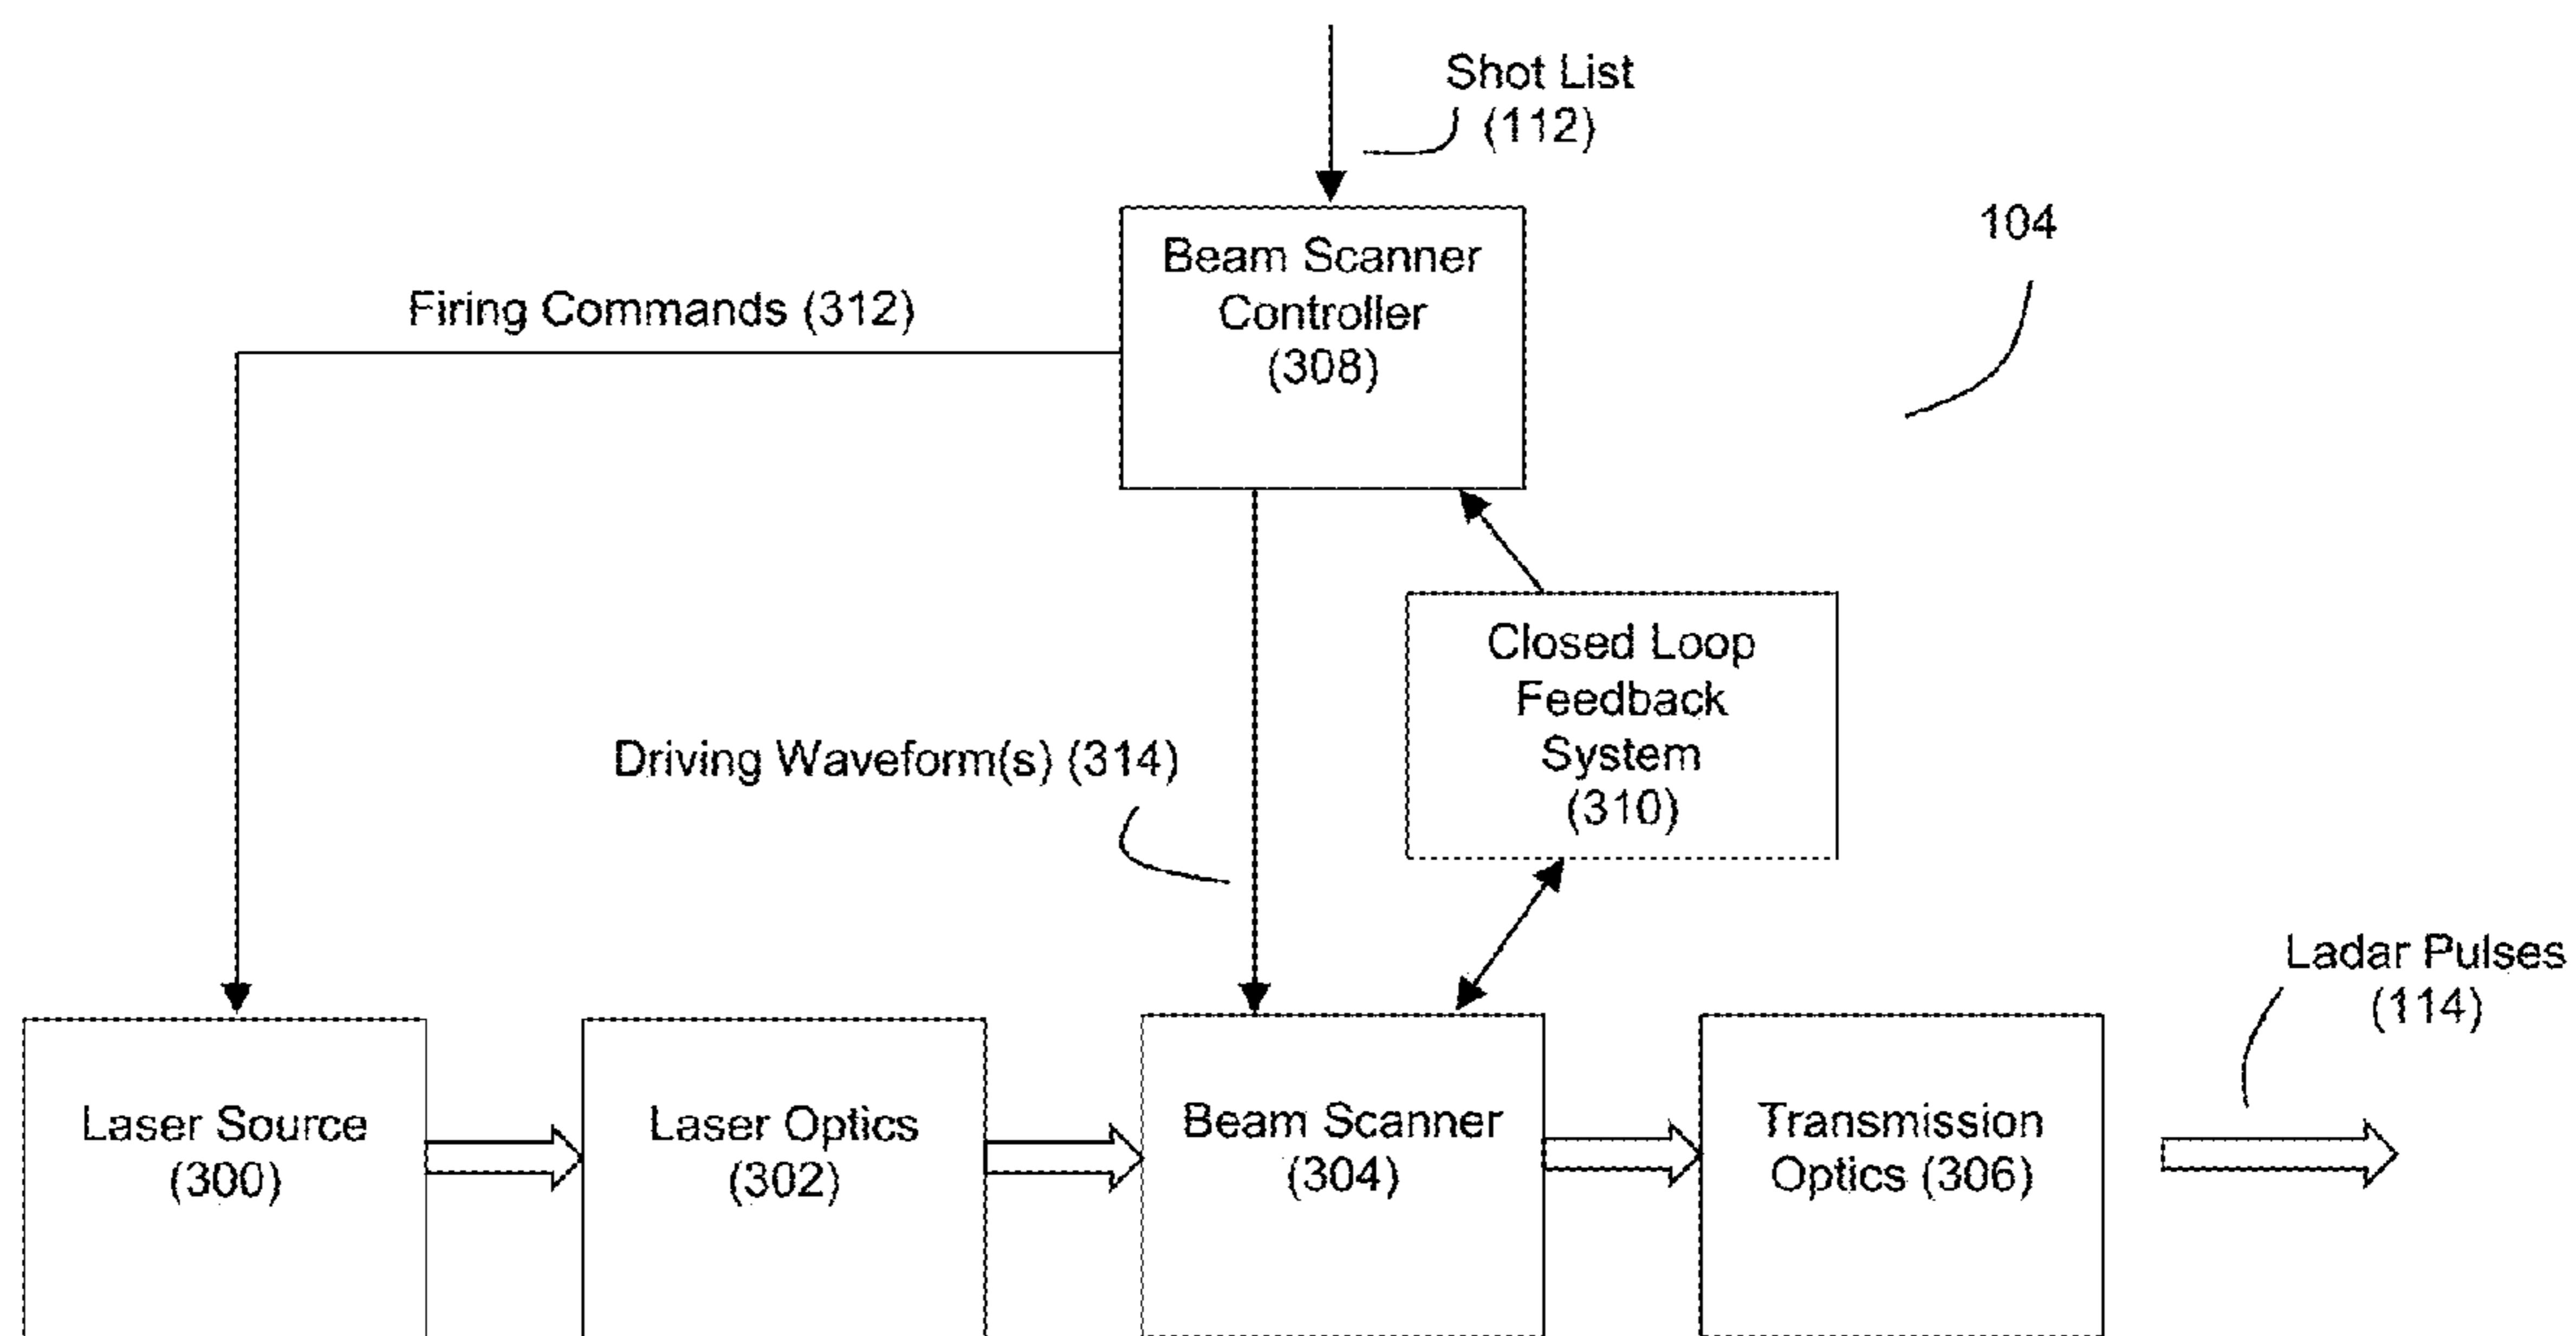 Shot List
(112)
104
Beam Scanner
Controller
(308)
Firing Commands (312)
Closed Loop
Feedback
System
(310)
Driving Waveform(s) (314)
Ladar Pulses
(114)
Laser Source
(300)
Laser Optics
(302)
Beam Scanner
(304)
Transmission
Optics (306)